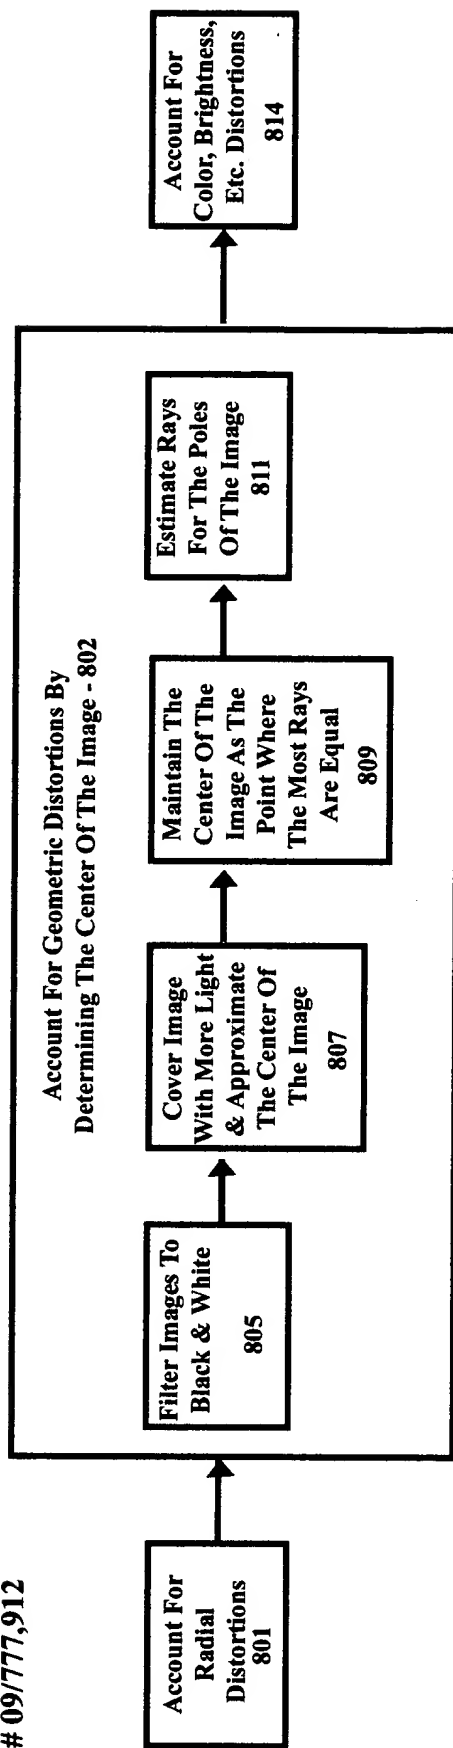 # 09/777,912
Account For
Radial
Distortions
801
Account For Geometric Distortions By
Determining The Center Of The Image - 802
Filter Images To
Black & White
805
Cover Image
With More Light
& Approximate
The Center Of
The Image
807
Maintain The
Center Of The
Image As The
Point Where
The Most Rays
Are Equal
809
Estimate Rays
For The Poles
Of The Image
811
Account For
Color, Brightness,
Etc. Distortions
814